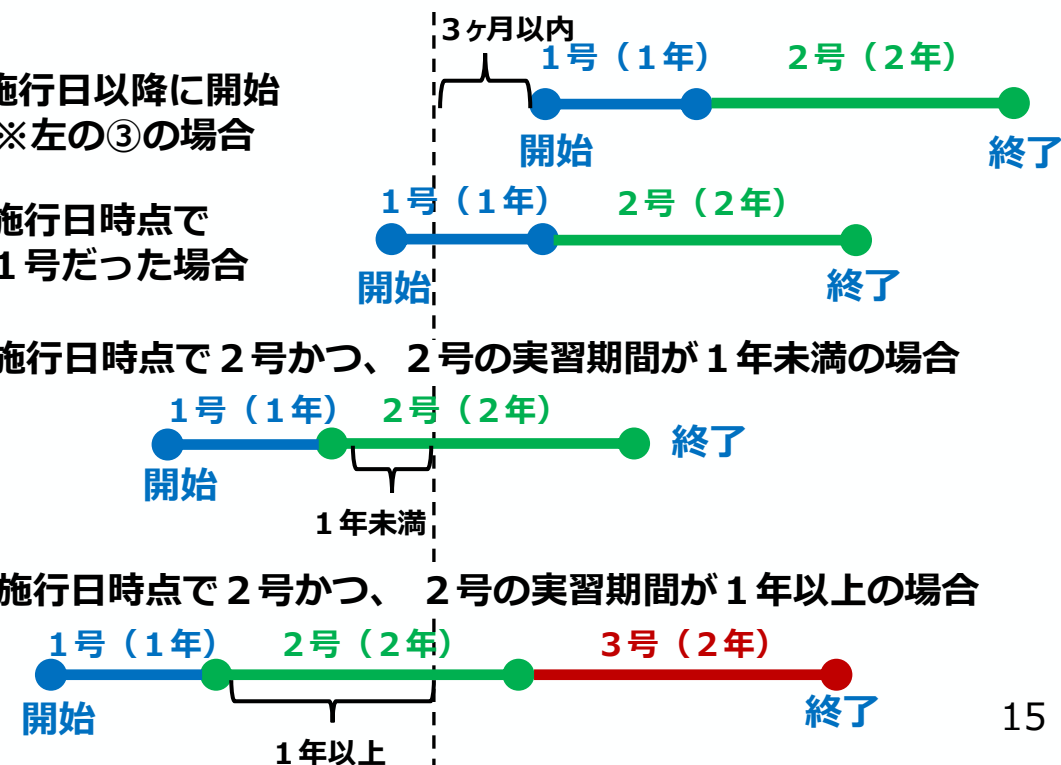 3ヶ月以内
1号（1年） 2号（2年）
施行日以降に開始
※左の③の場合
開始 終了
1号（1年） 2号（2年）
施行日時点で
1号だった場合
開始 終了
施行日時点で2号かつ、2号の実習期間が1年未満の場合
1号（1年） 2号（2年）
終了
開始
1年未満
施行日時点で2号かつ、 2号の実習期間が1年以上の場合
1号（1年） 2号（2年） 3号（2年）
開始 終了
15
1年以上